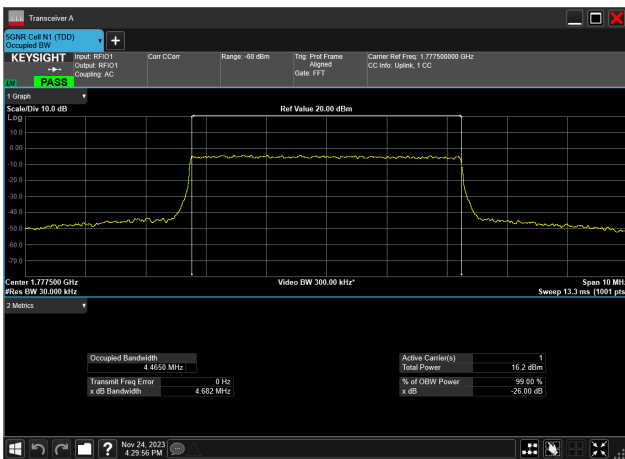 Transceiver A
5GNR Cell N1 (TDD)
Occupied BW
KEYSIGHT
Input: RFIO1
Output: RFIO1
Coupling: AC
Corr CCorr
Range: -60 dBm
Trig: Prot Frame
Aligned
Gate: FFT
Carrier Ref Freq: 1.777500000 GHz
CC Info: Uplink, 1 CC
PASS
1 Graph
Scale/Div 10.0 dB
Ref Value 20.00 dBm
Log
10.0
0.00
-10.0
-20.0
-30.0
-40.0
-50.0
-60.0
-70.0
Center 1.777500 GHz
Video BW 300.00 kHz*
Span 10 MHz
#Res BW 30.000 kHz
Sweep 13.3 ms (1001 pts
2 Metrics
Occupied Bandwidth
4.4650 MHz
Transmit Freq Error 0 Hz
x dB Bandwidth 4.682 MHz
Active Carrier(s) 1
Total Power 16.2 dBm
% of OBW Power 99.00 %
x dB -26.00 dB
Nov 24, 2023
4:29:56 PM